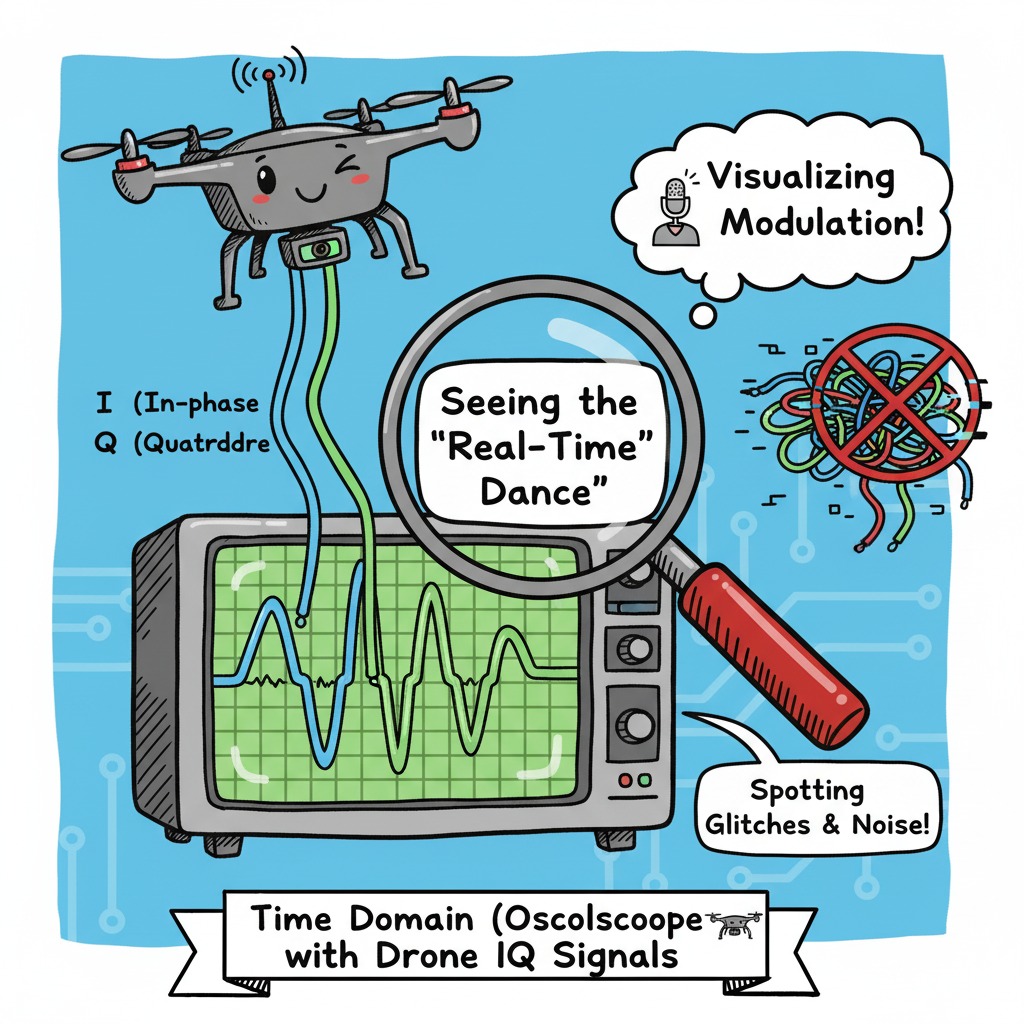 Visualizing
Modulation!
I (In-phase
Q (Quatrddre
Seeing the
"Real-Time"
Dance"
Spotting
Glitches & Noise!
Time Domain (Oscolscoope
with Drone IQ Signals